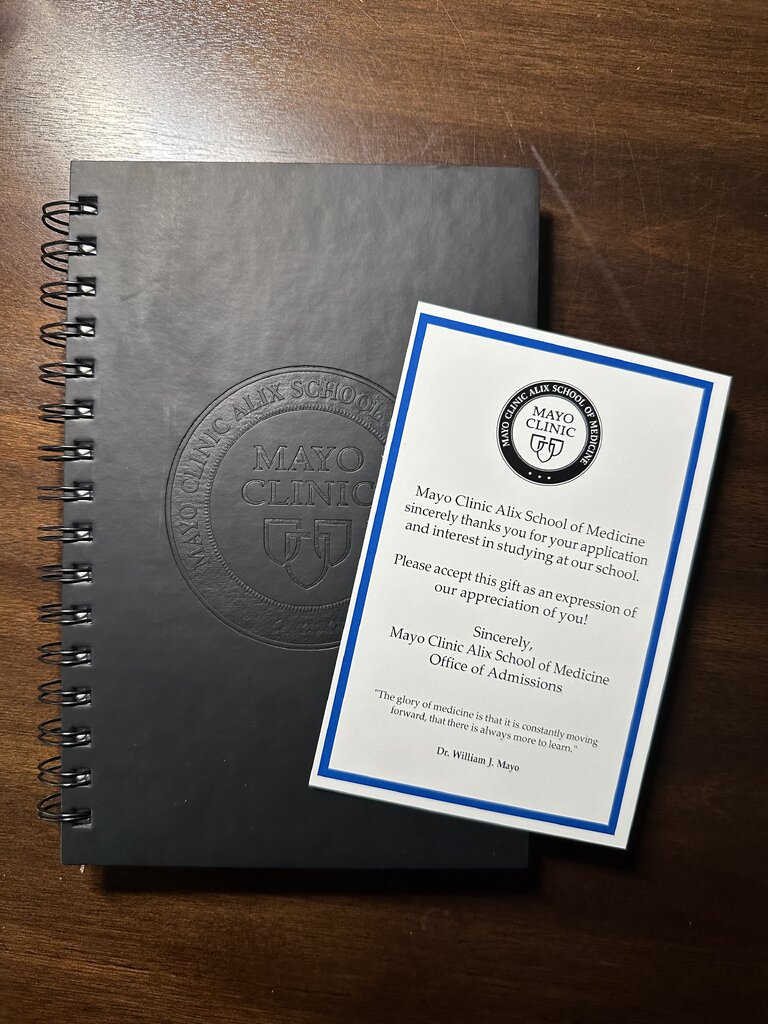 MAYO CLINIC ALIX SCHOOL
MAYO
CLINIC
MAYO CLINIC ALIX SCHOOL OF MEDICINE
MAYO
CLINIC
Mayo Clinic Alix School of Medicine
sincerely thanks you for your application
and interest in studying at our school.
Please accept this gift as an expression of
our appreciation of you!
Sincerely,
Mayo Clinic Alix School of Medicine
Office of Admissions
"The glory of medicine is that it is constantly moving
forward, that there is always more to learn."
Dr. William J. Mayo